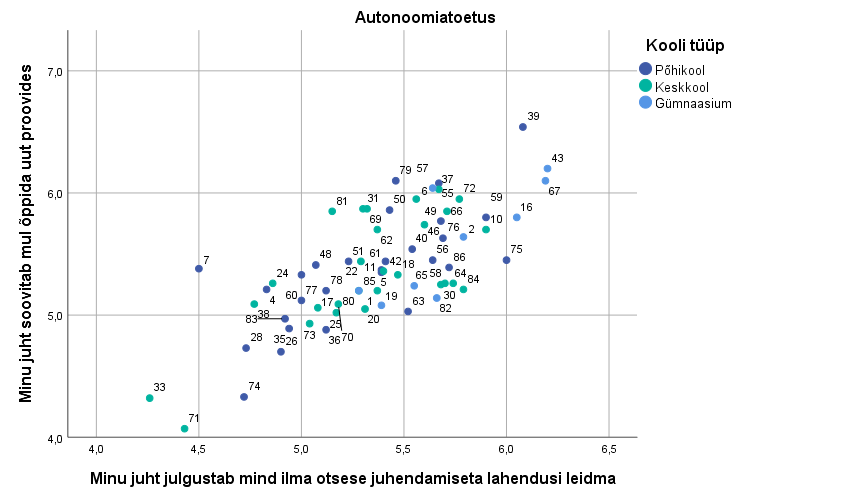 Autonoomiatoetus
Kooli tüüp
Põhikool
Keskkool
Gümnaasium
Minu juht soovitab mul õppida uut proovides
7,0
6,0
5,0
4,0
39
43
67
79 57 37
6 55 72
81 31 50 59
49 66 16
69 10
46 76 2
62
40
48 51 61 56 75
7 42 86
22 11 18
24 58 64
78 85 5 65 84
77
4 60 17 80 1 19 63 30
82
83 38 25 20
28 35 26 73 36 70
74
33
71
4,0 4,5 5,0 5,5 6,0 6,5
Minu juht julgustab mind ilma otsese juhendamiseta lahendusi leidma